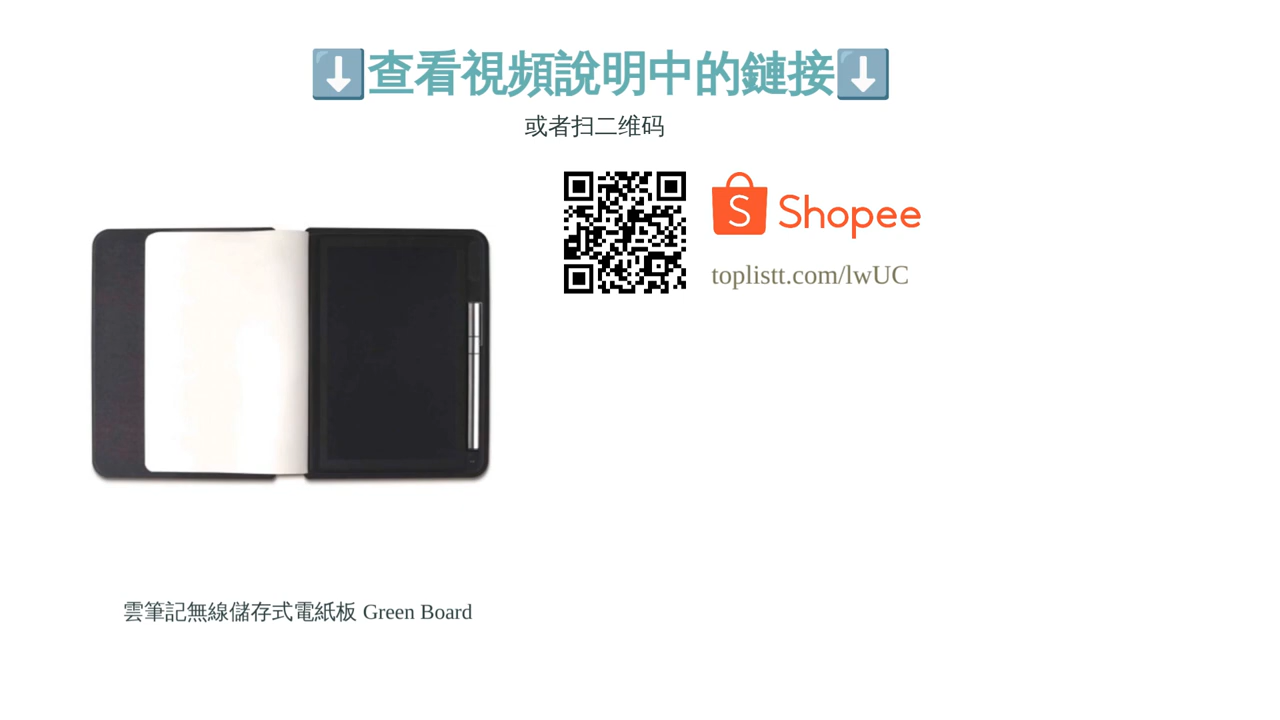 ⬇️查看視頻說明中的鏈接⬇️
或者扫二维码
Shopee
toplistt.com/lwUC
雲筆記無線儲存式電紙板 Green Board